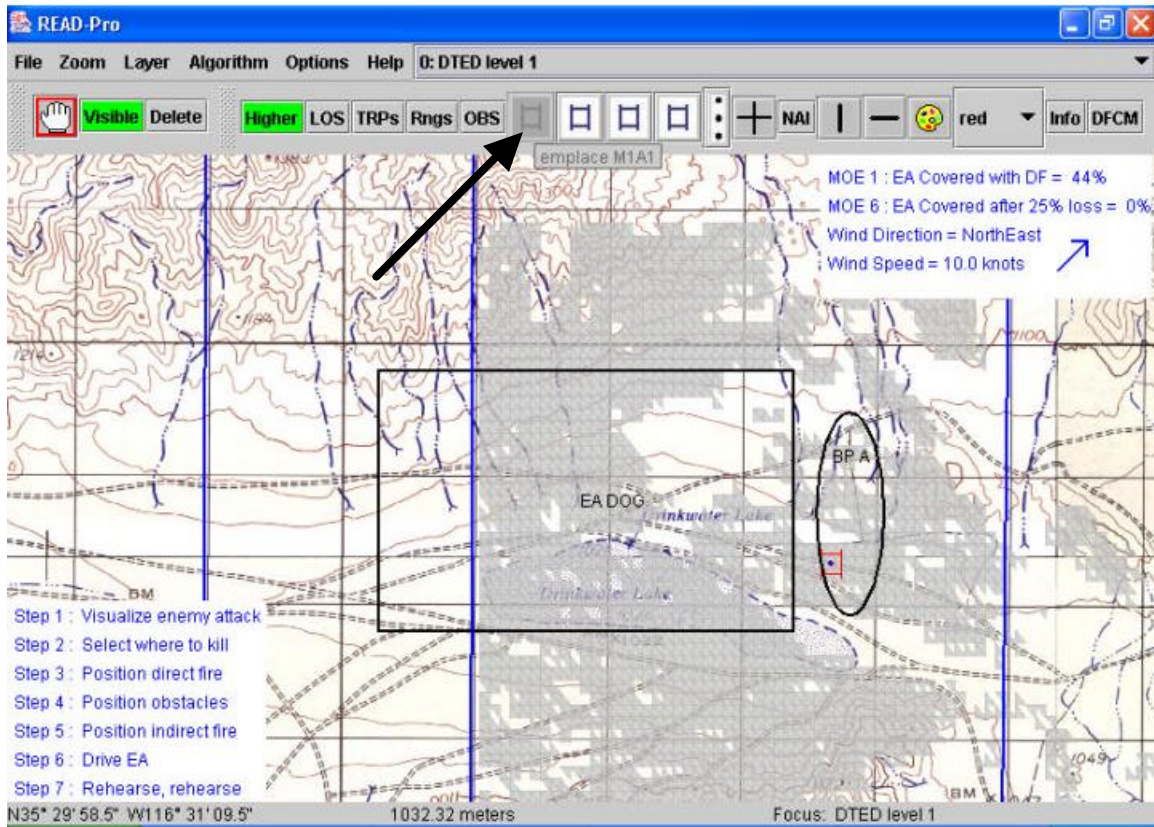 READ-Pro
File Zoom Layer Algorithm Options Help 0: DTED level 1
Visible Delete Higher LOS TRPs Rngs OBS NAI red Info DFCM
emplace M1A1
MOE 1 : EA Covered with DF = 44%
MOE 6 : EA Covered after 25% loss = 0%
Wind Direction = NorthEast
Wind Speed = 10.0 knots
1184
1214
1100
BP A
EA DOG
Drinkwater Lake
Drinkwater Lake
BM
Step 1 : Visualize enemy attack
Step 2 : Select where to kill
Step 3 : Position direct fire
Step 4 : Position obstacles
Step 5 : Position indirect fire
Step 6 : Drive EA
Step 7 : Rehearse, rehearse
1049
BM
N35° 29' 58.5" W116° 31' 09.5" 1032.32 meters Focus: DTED level 1